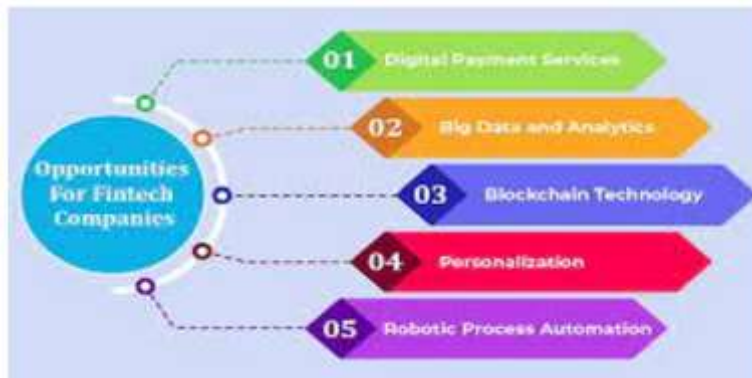 Opportunities
For Fintech
Companies
01 Digital Payment Services
02 Big Data and Analytics
03 Blockchain Technology
04 Personalization
05 Robotic Process Automation